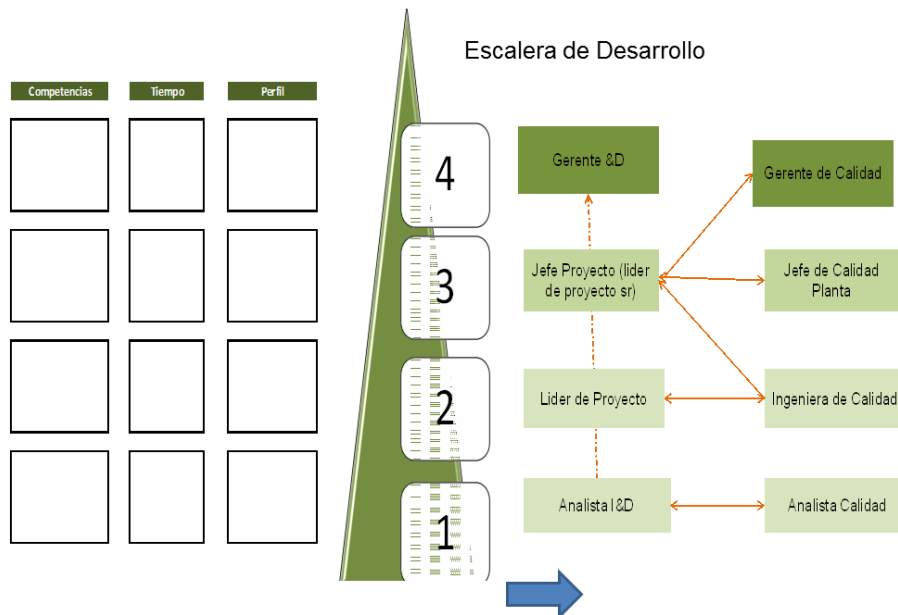 Escalera de Desarrollo
Competencias
Tiempo
Perfil
4
Gerente &D
Gerente de Calidad
3
Jefe Proyecto (lider
de proyecto sr)
Jefe de Calidad
Planta
2
Lider de Proyecto
Ingeniera de Calidad
1
Analista I&D
Analista Calidad